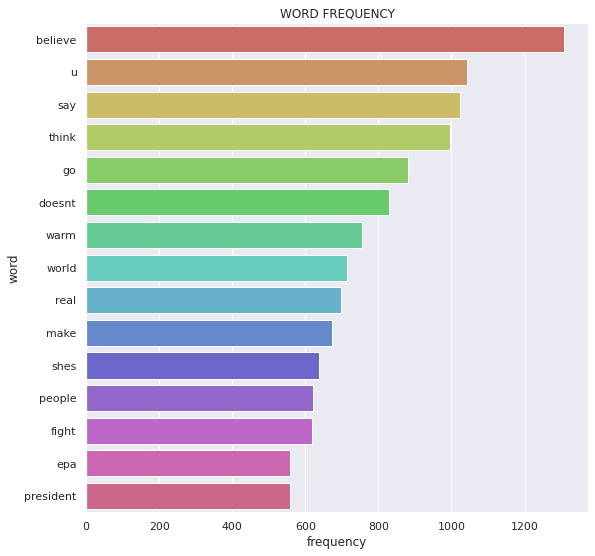 WORD FREQUENCY
believe
u
say
think
go
doesnt
warm
world
real
make
shes
people
fight
epa
president
word
0 200 400 600 800 1000 1200
frequency